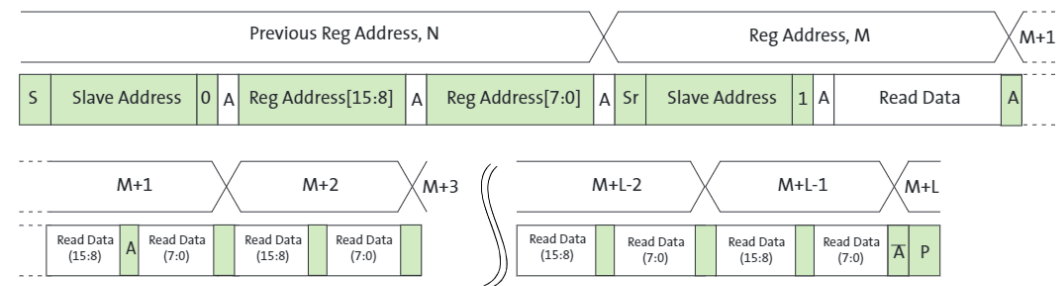 Previous Reg Address, N Reg Address, M M+1
S Slave Address 0 A Reg Address[15:8] A Reg Address[7:0] A Sr Slave Address 1 A Read Data A
M+1 M+2 M+3 M+L-2 M+L-1 M+L
Read Data (15:8) A Read Data (7:0) Read Data (15:8) Read Data (7:0) Read Data (15:8) Read Data (7:0) Read Data (15:8) Read Data (7:0) A̅ P